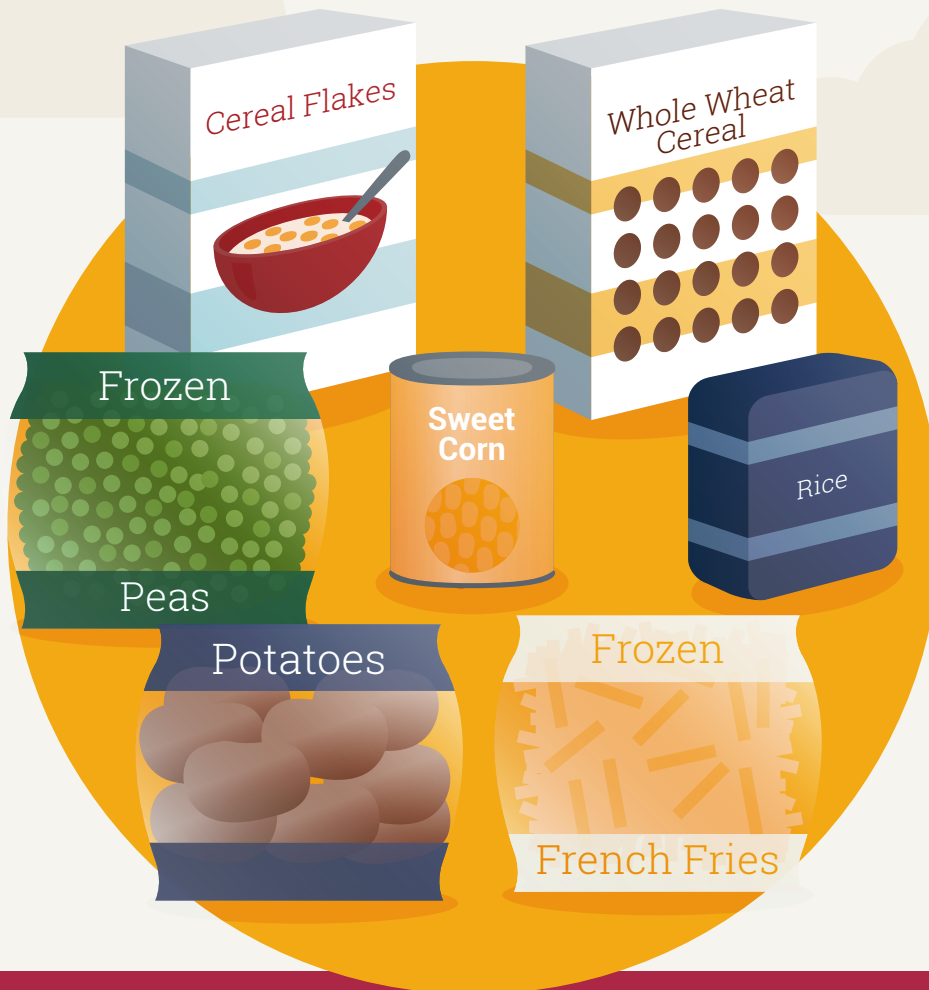 Cereal Flakes
Whole Wheat
Cereal
Frozen
Peas
Sweet
Corn
Rice
Potatoes
Frozen
French Fries